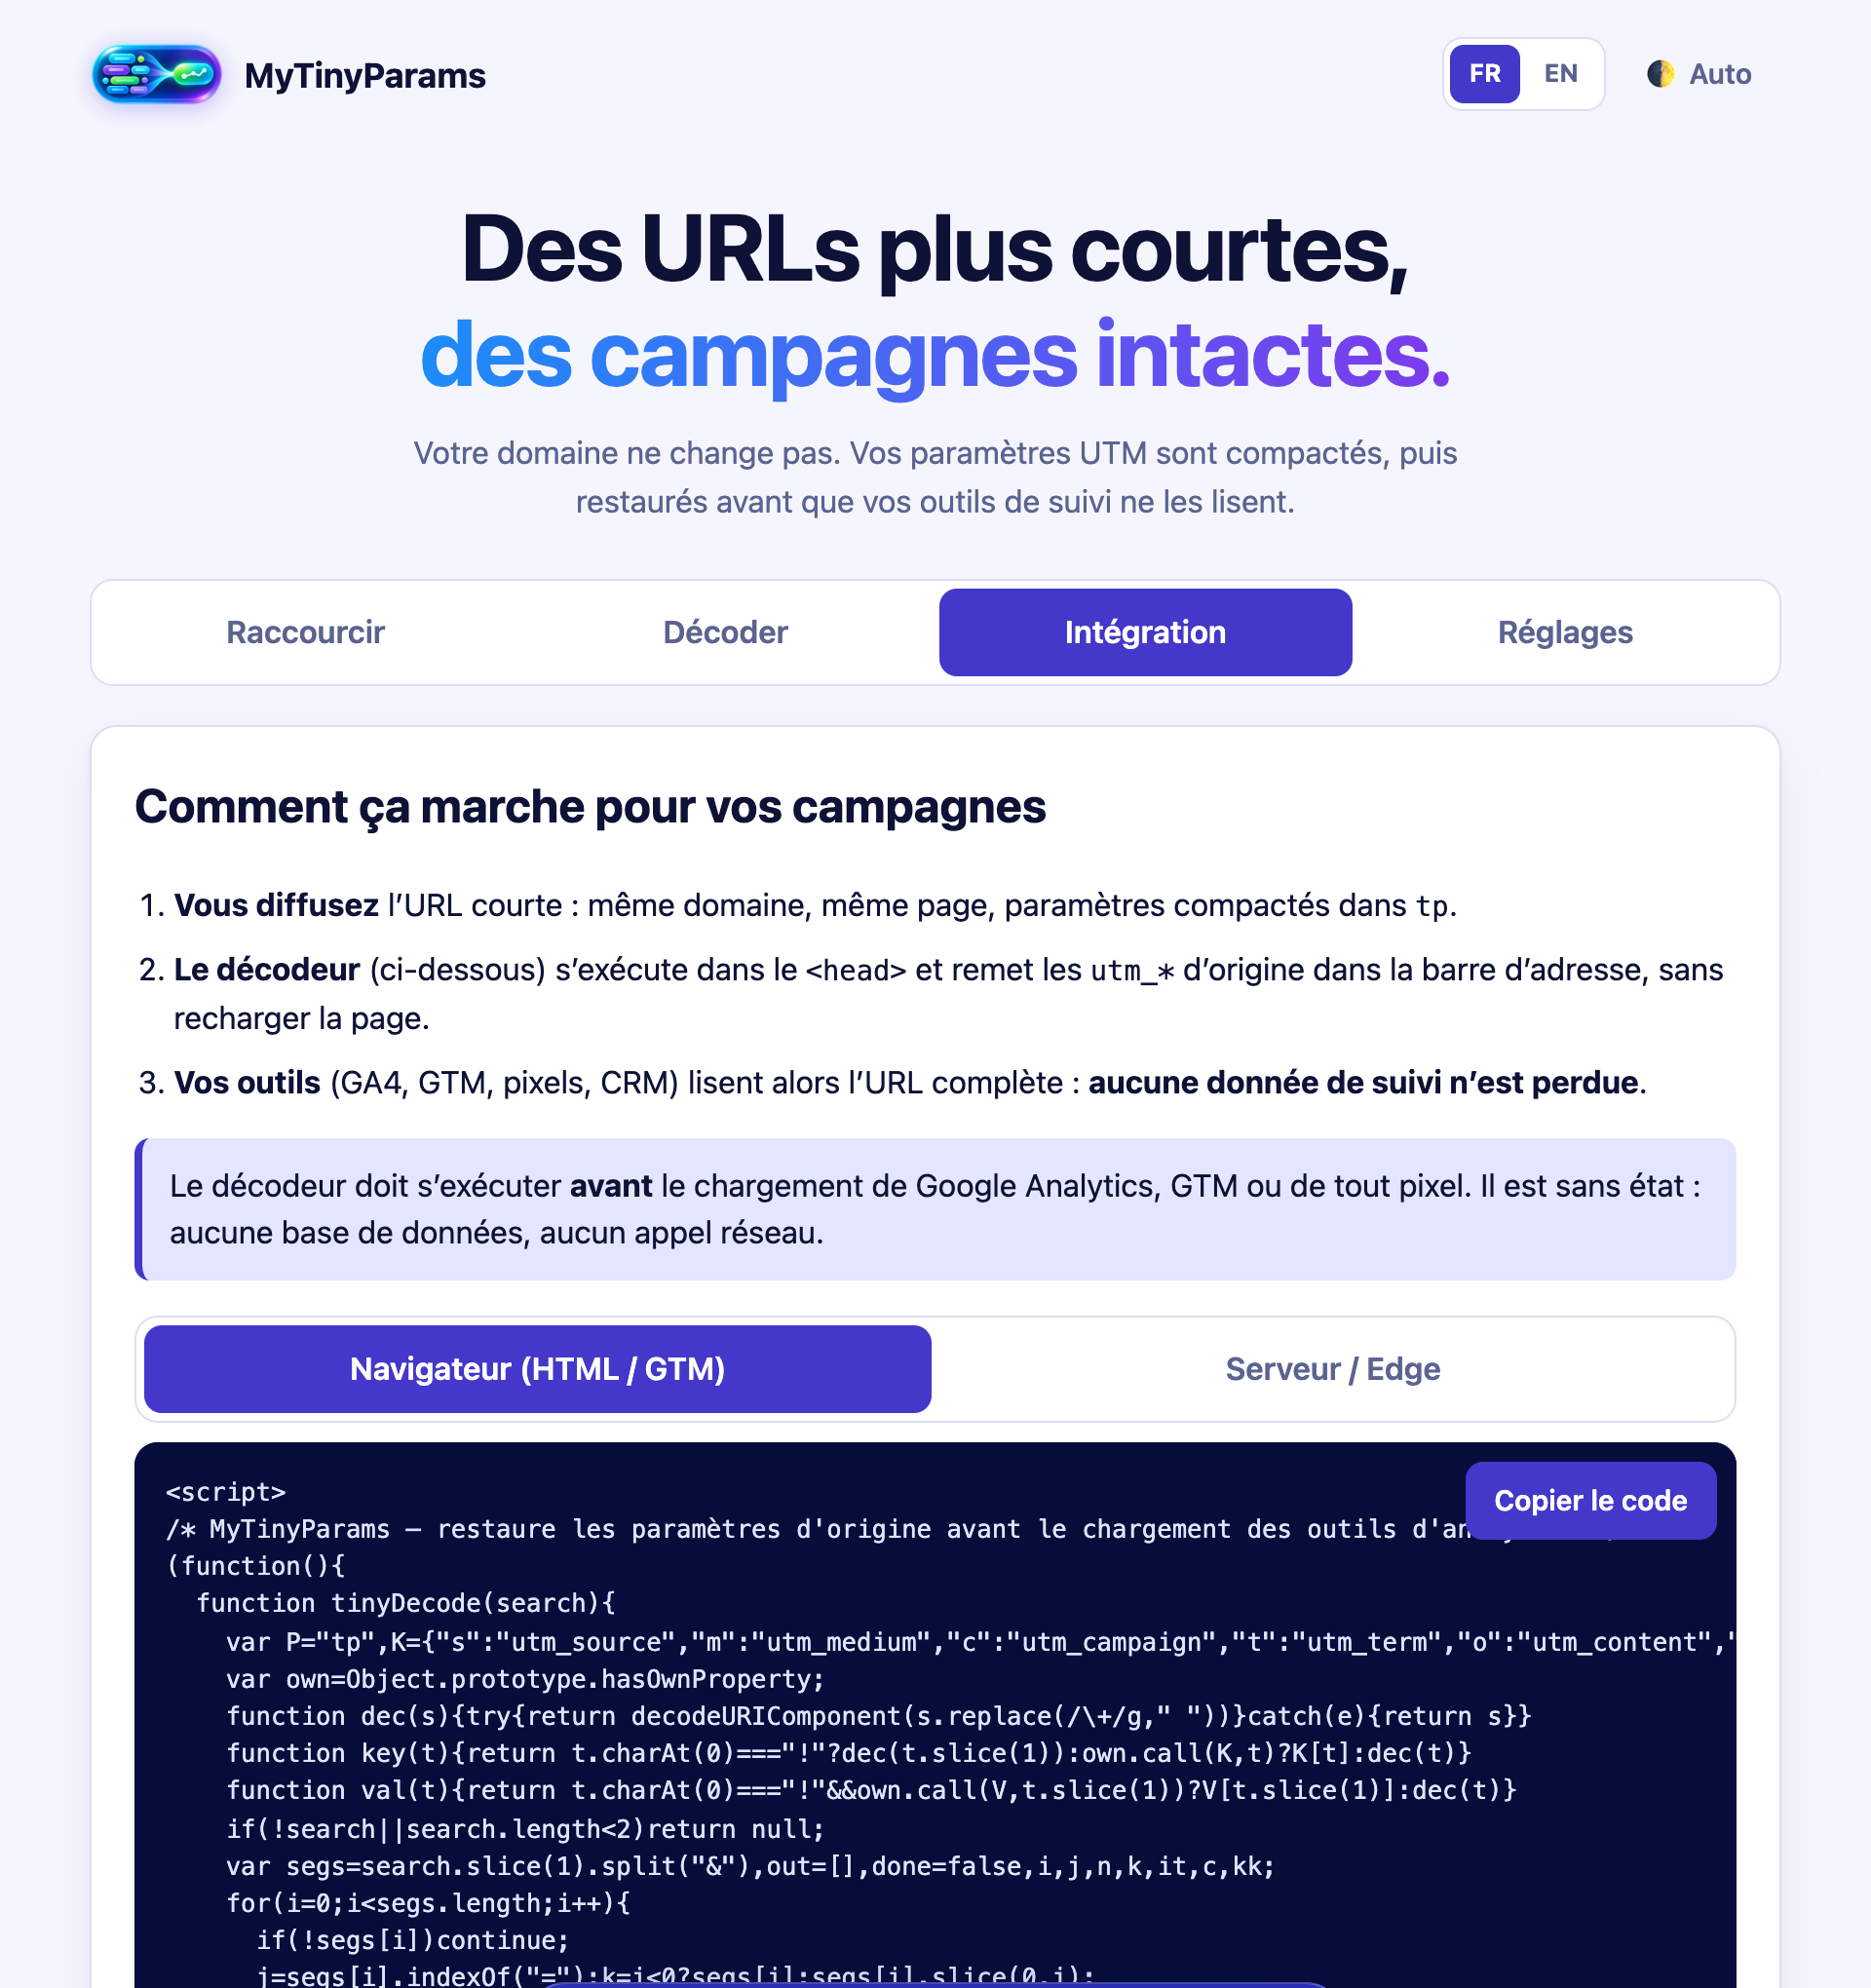 MyTinyParams
FR EN Auto
Des URLs plus courtes,
des campagnes intactes.
Votre domaine ne change pas. Vos paramètres UTM sont compactés, puis
restaurés avant que vos outils de suivi ne les lisent.
Raccourcir Décoder Intégration Réglages
Comment ça marche pour vos campagnes
1. Vous diffusez l’URL courte : même domaine, même page, paramètres compactés dans tp.
2. Le décodeur (ci-dessous) s’exécute dans le <head> et remet les utm_* d’origine dans la barre d’adresse, sans
recharger la page.
3. Vos outils (GA4, GTM, pixels, CRM) lisent alors l’URL complète : aucune donnée de suivi n’est perdue.
Le décodeur doit s’exécuter avant le chargement de Google Analytics, GTM ou de tout pixel. Il est sans état :
aucune base de données, aucun appel réseau.
Navigateur (HTML / GTM) Serveur / Edge
Copier le code
<script>
/* MyTinyParams — restaure les paramètres d'origine avant le chargement des outils
(function(){
  function tinyDecode(search){
    var P="tp",K={"s":"utm_source","m":"utm_medium","c":"utm_campaign","t":"utm_term","o":"utm_content","
    var own=Object.prototype.hasOwnProperty;
    function dec(s){try{return decodeURIComponent(s.replace(/\+/g," "))}catch(e){return s}}
    function key(t){return t.charAt(0)==="!"?dec(t.slice(1)):own.call(K,t)?K[t]:dec(t)}
    function val(t){return t.charAt(0)==="!"&&own.call(V,t.slice(1))?V[t.slice(1)]:dec(t)}
    if(!search||search.length<2)return null;
    var segs=search.slice(1).split("&"),out=[],done=false,i,j,n,k,it,c,kk;
    for(i=0;i<segs.length;i++){
      if(!segs[i])continue;
      j=segs[i].indexOf("=");k=j<0?segs[i]:segs[i].slice(0,j);